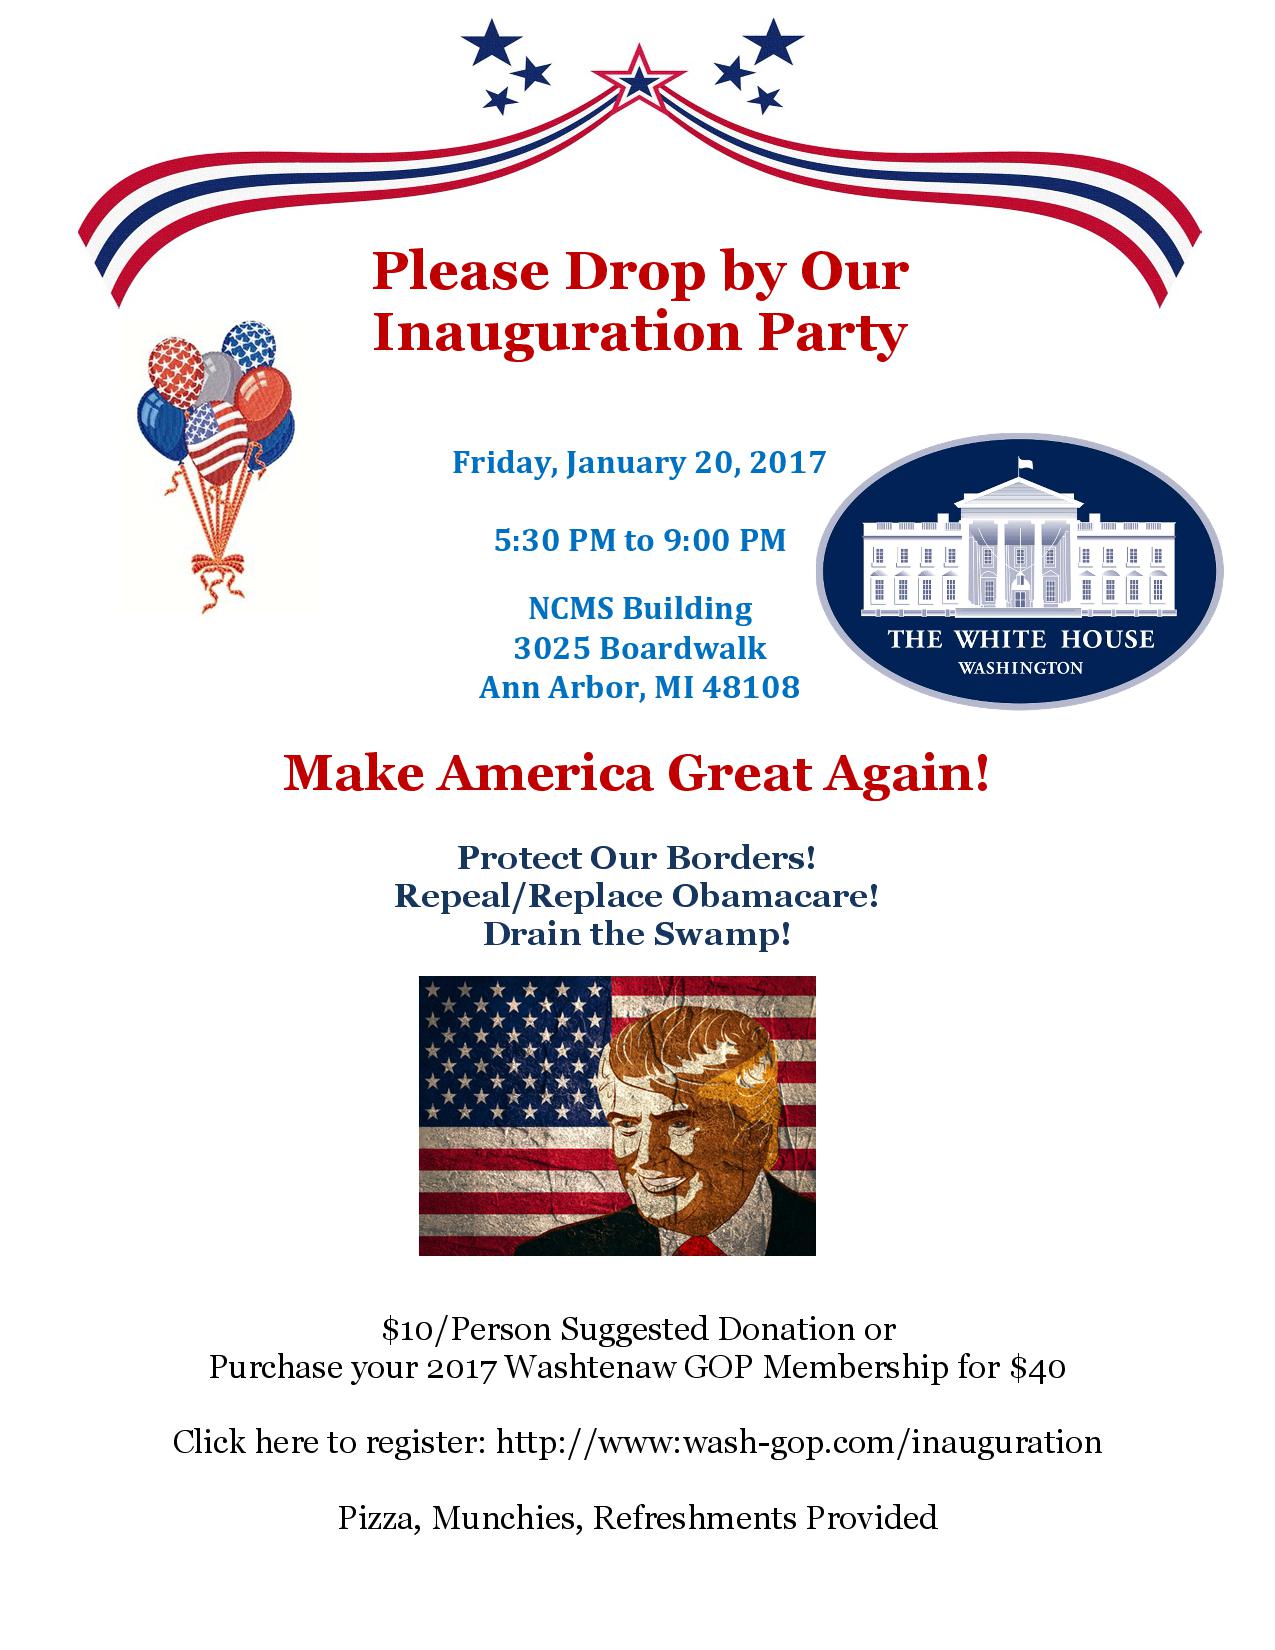 Please Drop by Our
Inauguration Party
Friday, January 20, 2017
5:30 PM to 9:00 PM
NCMS Building
3025 Boardwalk
Ann Arbor, MI 48108
THE WHITE HOUSE
WASHINGTON
Make America Great Again!
Protect Our Borders!
Repeal/Replace Obamacare!
Drain the Swamp!
$10/Person Suggested Donation or
Purchase your 2017 Washtenaw GOP Membership for $40
Click here to register: http://www:wash-gop.com/inauguration
Pizza, Munchies, Refreshments Provided